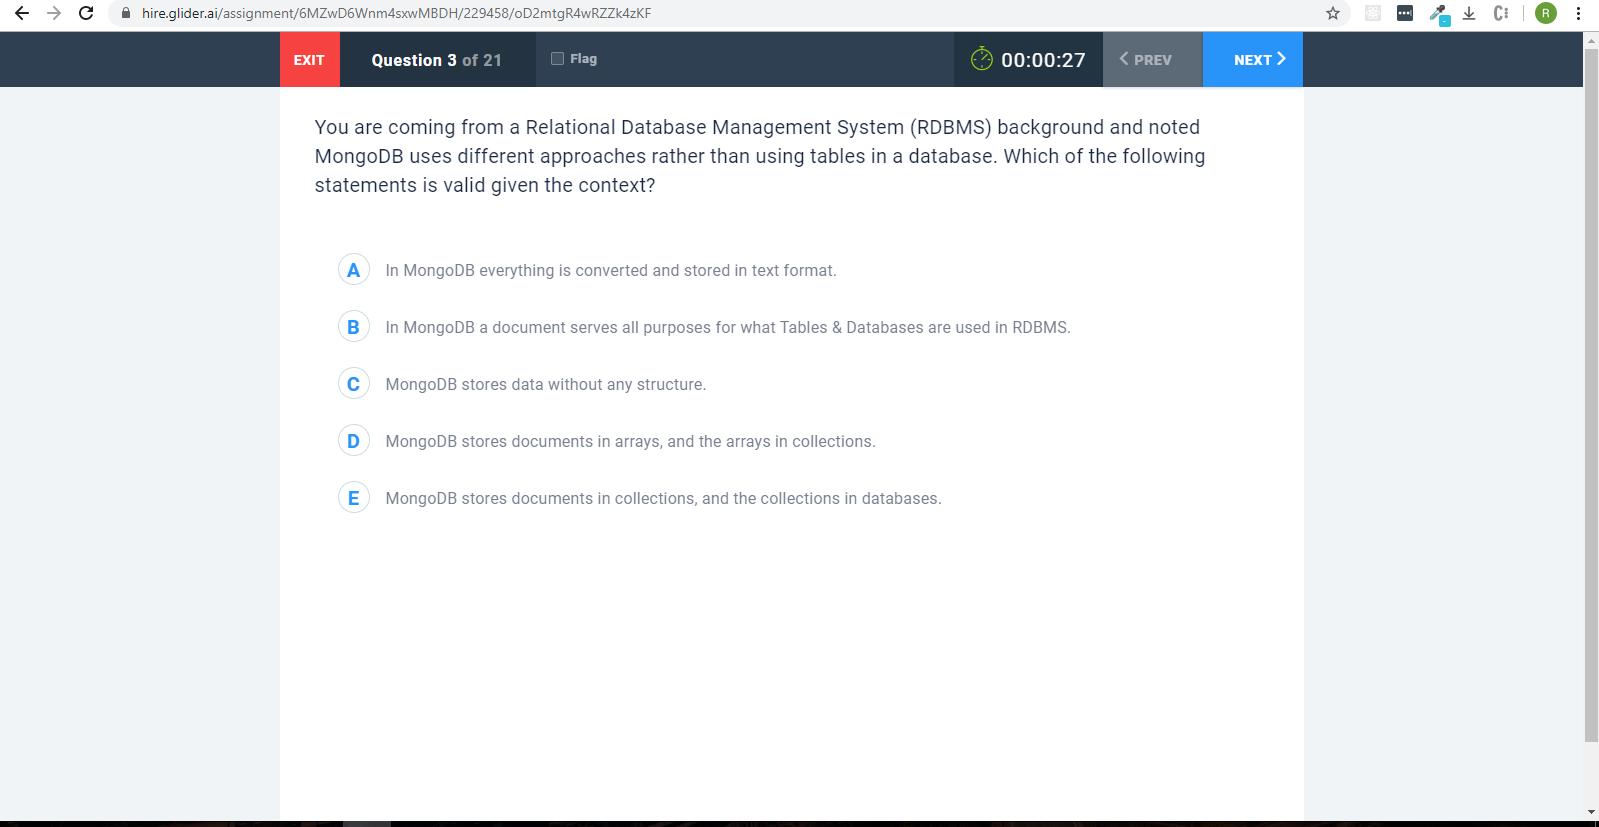 hire.glider.ai/assignment/6MZwD6Wnm4sxwMBDH/229458/oD2mtgR4wRZZk4zKF
R
EXIT
Question 3 of 21
Flag
00:00:27
PREV
NEXT
You are coming from a Relational Database Management System (RDBMS) background and noted
MongoDB uses different approaches rather than using tables in a database. Which of the following
statements is valid given the context?
A In MongoDB everything is converted and stored in text format.
B In MongoDB a document serves all purposes for what Tables & Databases are used in RDBMS.
C MongoDB stores data without any structure.
D MongoDB stores documents in arrays, and the arrays in collections.
E MongoDB stores documents in collections, and the collections in databases.